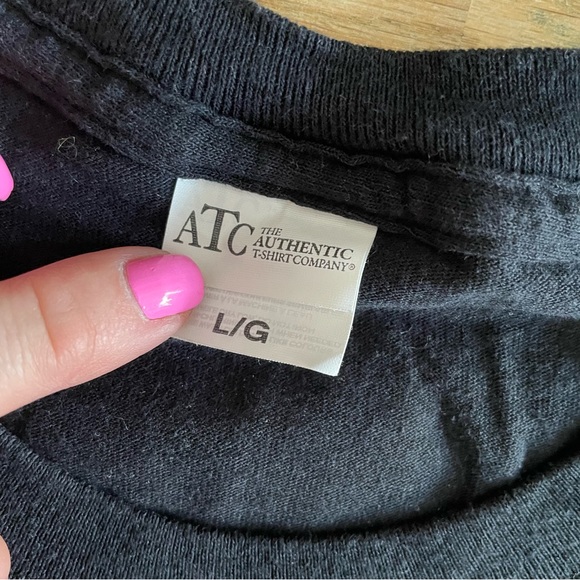 ATC THE
AUTHENTIC
T-SHIRT COMPANY®
L/G